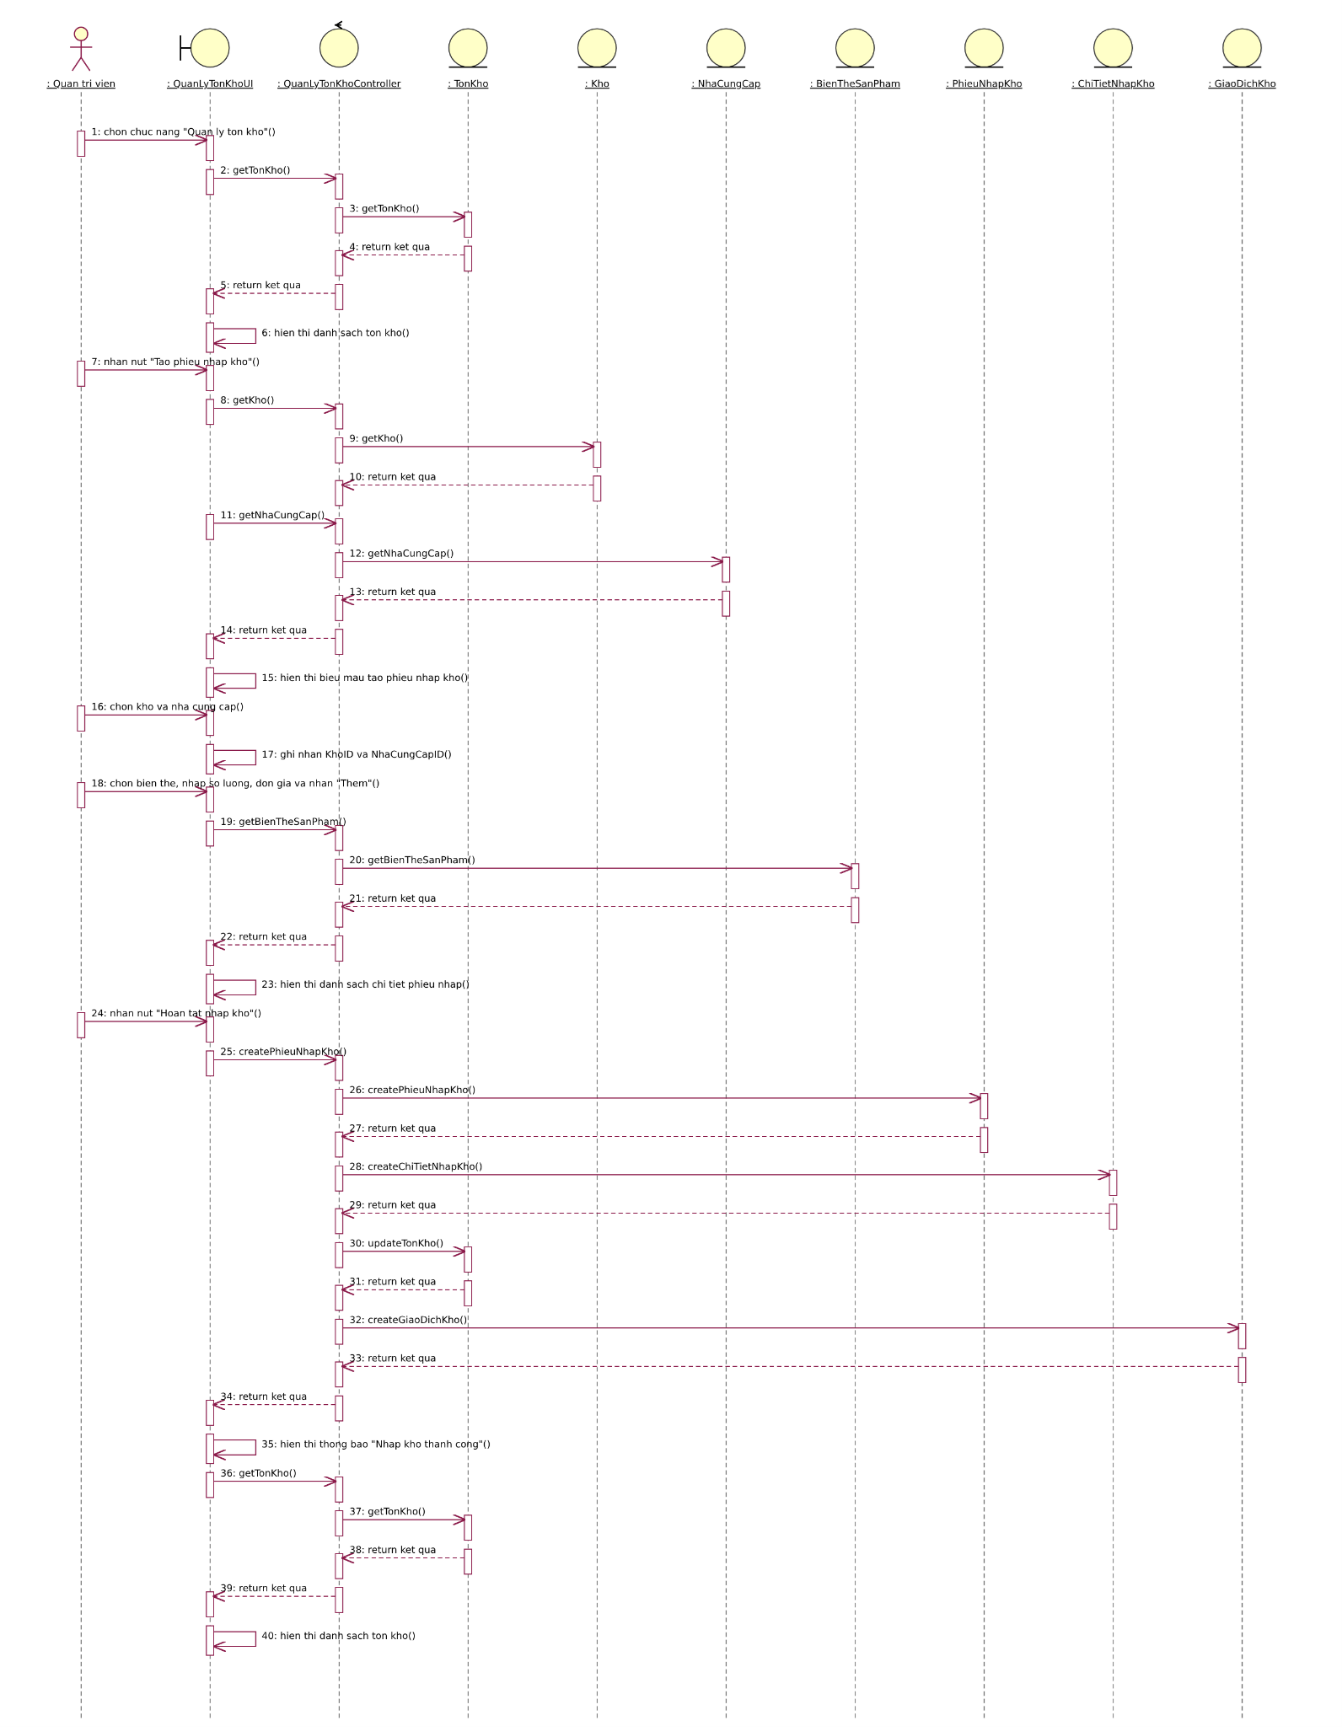 : Quan tri vien
: QuanLyTonKhoUI
: QuanLyTonKhoController
: TonKho
: Kho
: NhaCungCap
: BienTheSanPham
: PhieuNhapKho
: ChiTietNhapKho
: GiaoDichKho
1: chon chuc nang "Quan ly ton kho"()
2: getTonKho()
3: getTonKho()
4: return ket qua
5: return ket qua
6: hien thi danh sach ton kho()
7: nhan nut "Tao phieu nhap kho"()
8: getKho()
9: getKho()
10: return ket qua
11: getNhaCungCap()
12: getNhaCungCap()
13: return ket qua
14: return ket qua
15: hien thi bieu mau tao phieu nhap kho()
16: chon kho va nha cung cap()
17: ghi nhan KhoID va NhaCungCapID()
18: chon bien the, nhap so luong, don gia va nhan "Them"()
19: getBienTheSanPham()
20: getBienTheSanPham()
21: return ket qua
22: return ket qua
23: hien thi danh sach chi tiet phieu nhap()
24: nhan nut "Hoan tat nhap kho"()
25: createPhieuNhapKho()
26: createPhieuNhapKho()
27: return ket qua
28: createChiTietNhapKho()
29: return ket qua
30: updateTonKho()
31: return ket qua
32: createGiaoDichKho()
33: return ket qua
34: return ket qua
35: hien thi thong bao "Nhap kho thanh cong"()
36: getTonKho()
37: getTonKho()
38: return ket qua
39: return ket qua
40: hien thi danh sach ton kho()